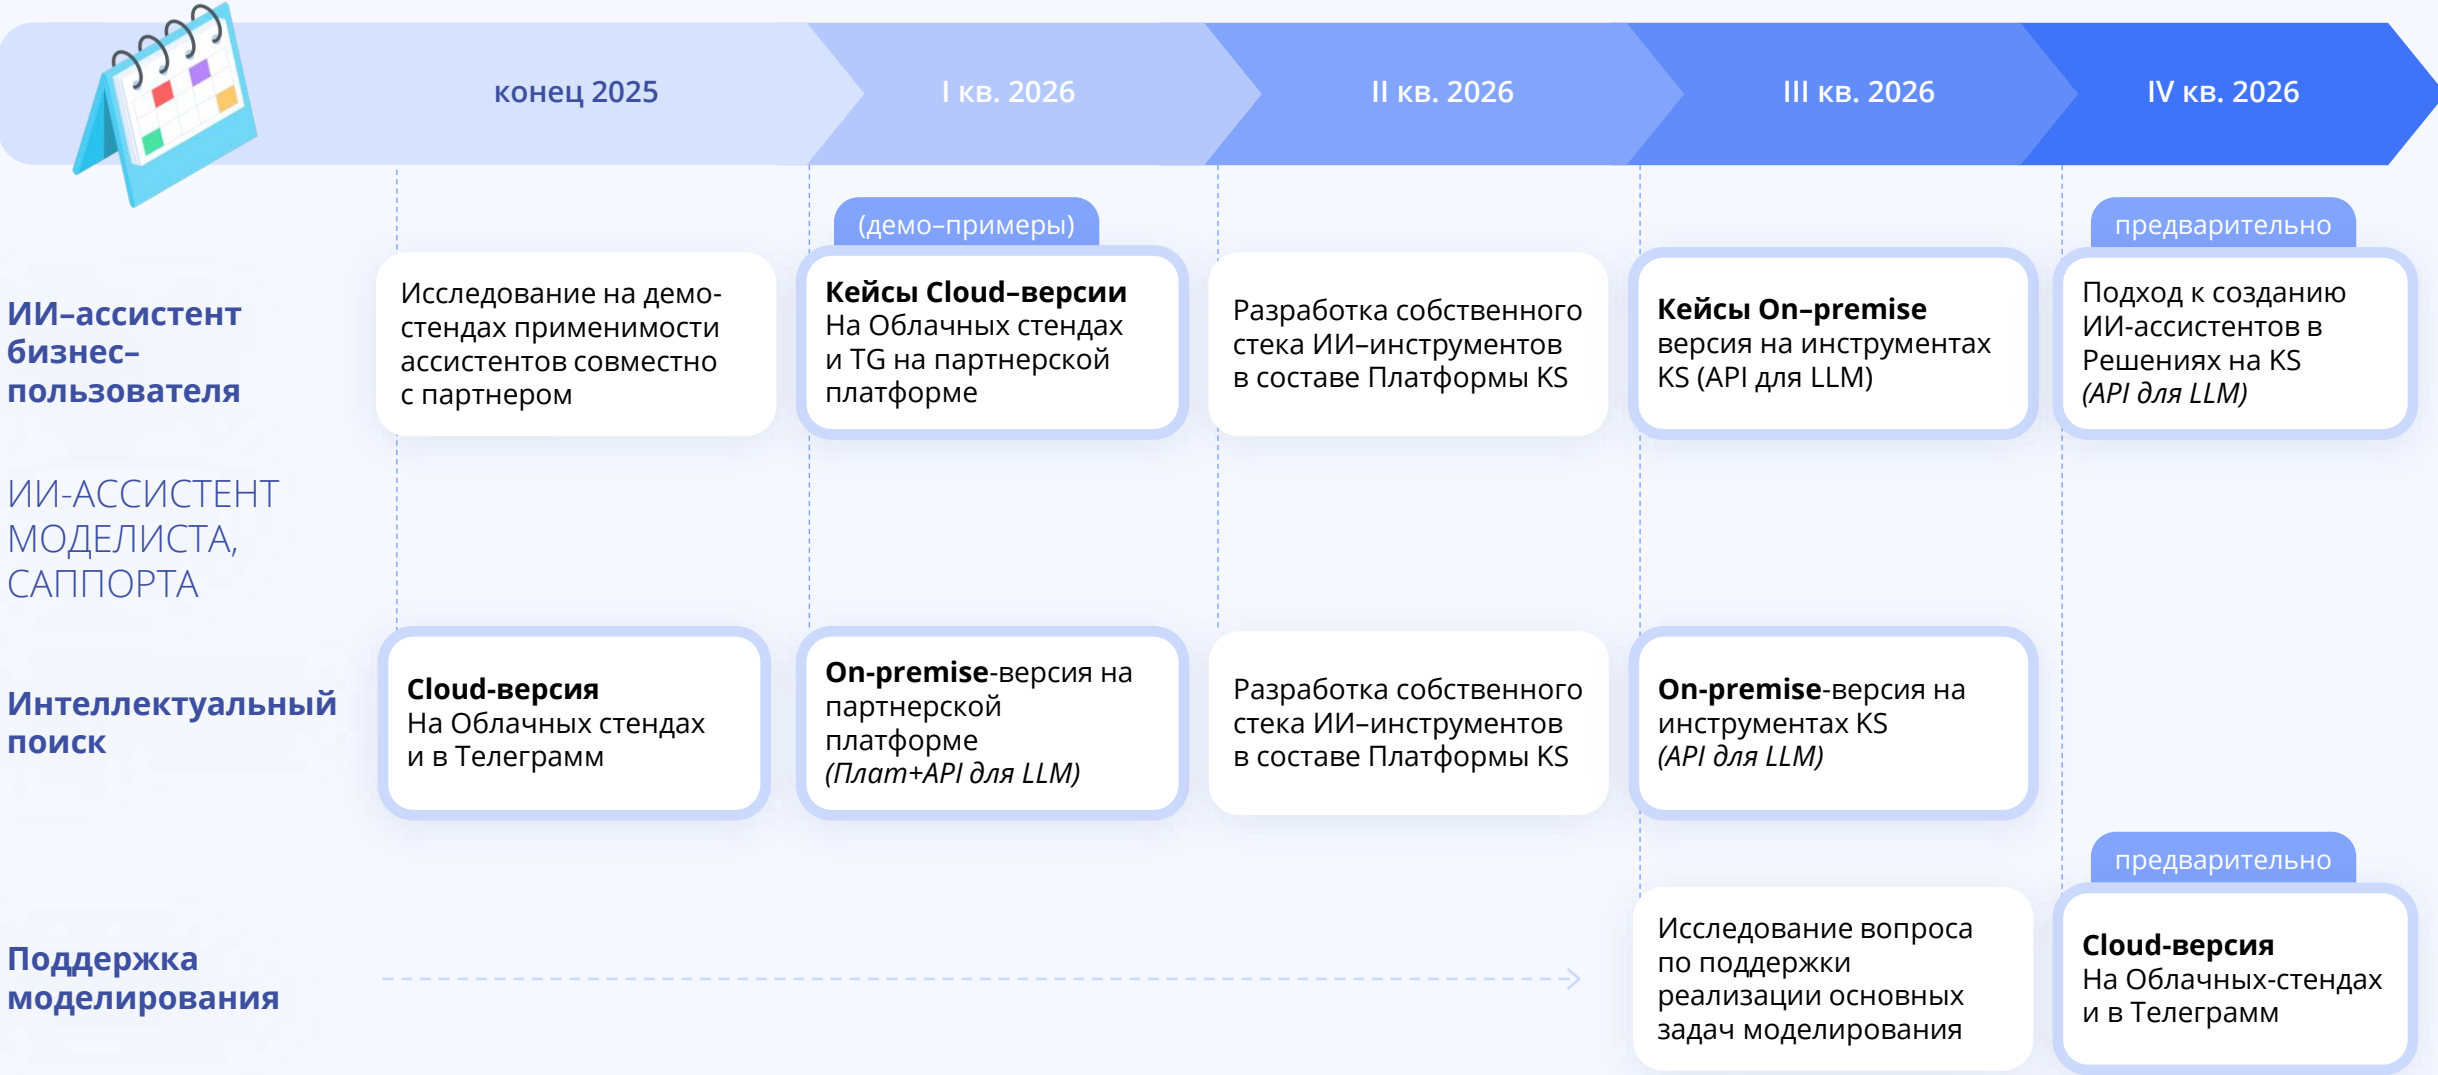 конец 2025
I кв. 2026
II кв. 2026
III кв. 2026
IV кв. 2026
(демо–примеры)
предварительно
ИИ–ассистент
бизнес–
пользователя
Исследование на демо-
стендах применимости
ассистентов совместно
с партнером
Кейсы Cloud–версии
На Облачных стендах
и TG на партнерской
платформе
Разработка собственного
стека ИИ–инструментов
в составе Платформы KS
Кейсы On–premise
версия на инструментах
KS (API для LLM)
Подход к созданию
ИИ-ассистентов в
Решениях на KS
(API для LLM)
ИИ-АССИСТЕНТ
МОДЕЛИСТА,
САППОРТА
Интеллектуальный
поиск
Cloud-версия
На Облачных стендах
и в Телеграмм
On-premise-версия на
партнерской
платформе
(Плат+API для LLM)
Разработка собственного
стека ИИ–инструментов
в составе Платформы KS
On-premise-версия на
инструментах KS
(API для LLM)
предварительно
Поддержка
моделирования
Исследование вопроса
по поддержки
реализации основных
задач моделирования
Cloud-версия
На Облачных-стендах
и в Телеграмм